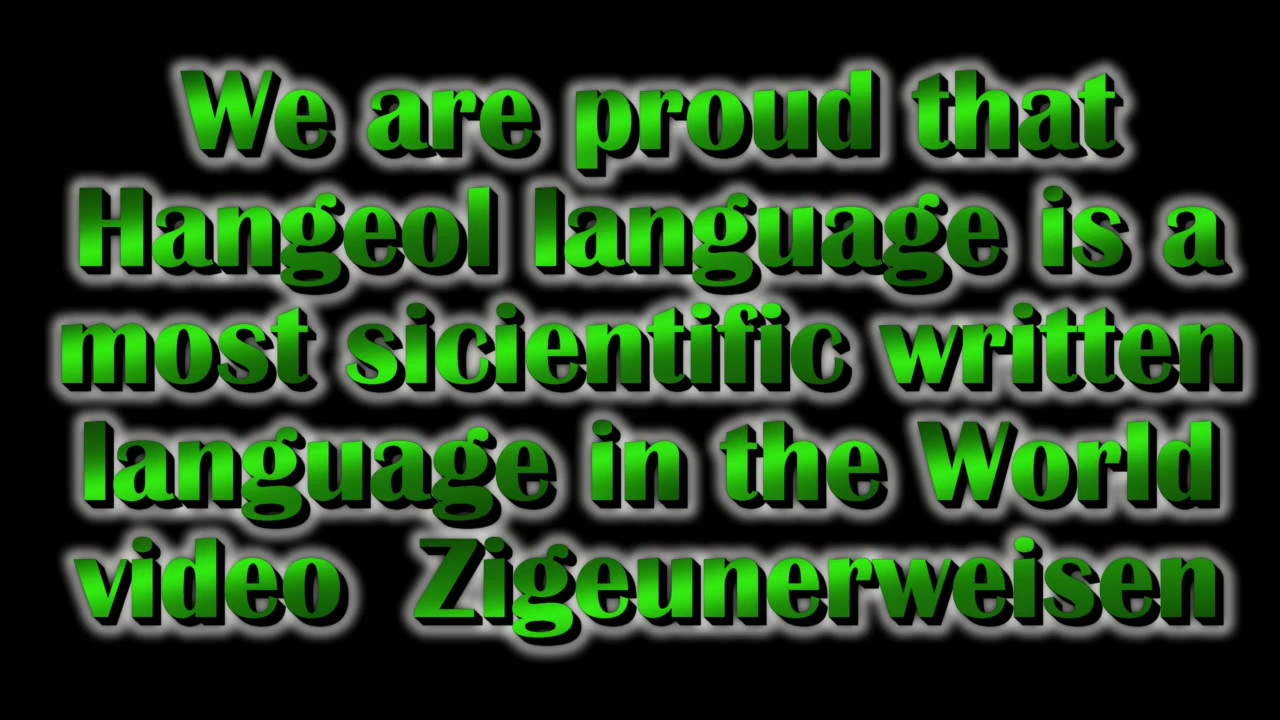 We are proud that
Hangeol language is a
most sicientific written
language in the World
video Zigeunerweisen